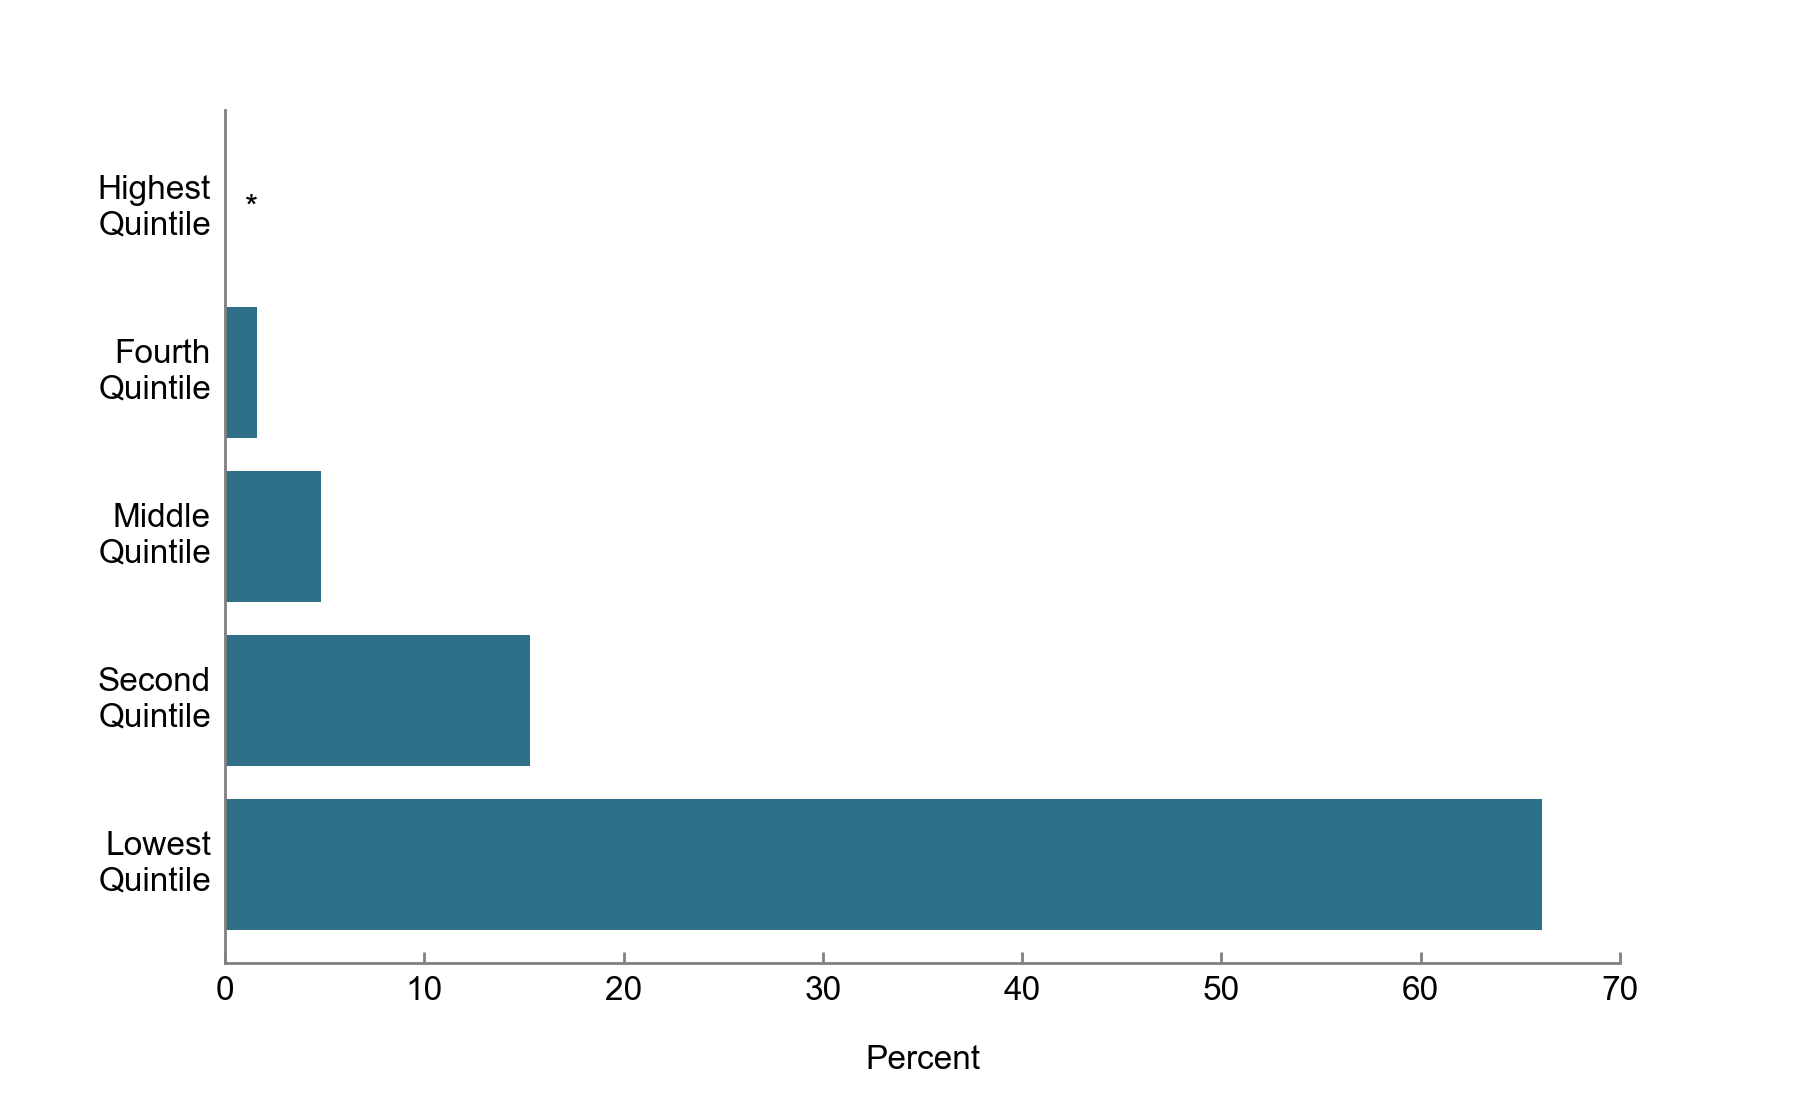 Highest
Quintile
*
Fourth
Quintile
Middle
Quintile
Second
Quintile
Lowest
Quintile
0 10 20 30 40 50 60 70
Percent